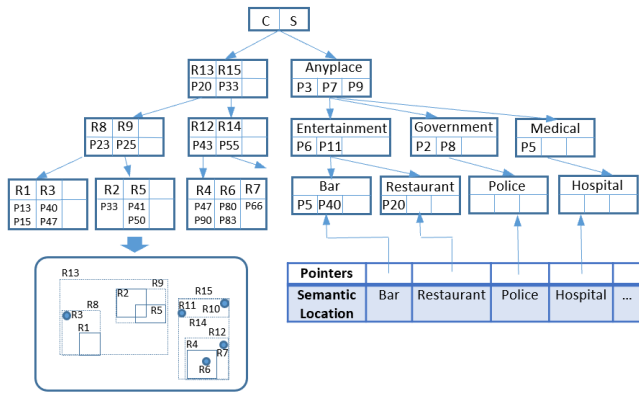 C S
R13 R15
P20 P33
Anyplace
P3 P7 P9
R8 R9
P23 P25
R12 R14
P43 P55
Entertainment
P6 P11
Government
P2 P8
Medical
P5
R1 R3
P13 P40
P15 P47
R2 R5
P33 P41
P50
R4 R6 R7
P47 P80 P66
P90 P83
Bar
P5 P40
Restaurant
P20
Police
Hospital
R13
R8
R3
R1
R9
R2
R5
R15
R11
R10
R14
R12
R4
R7
R6
Pointers
Semantic Location Bar Restaurant Police Hospital ...